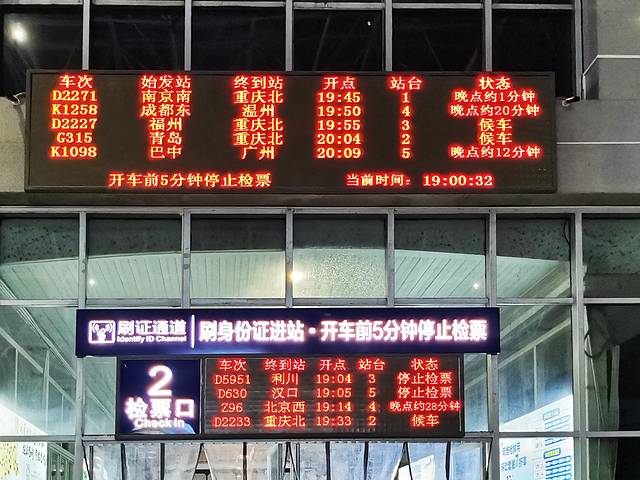 车次 始发站 终到站 开点 站台 状态
D2271 南京南 重庆北 19:45 1 晚点约1分钟
K1258 成都东 温州 19:50 4 晚点约20分钟
D2227 福州 重庆北 19:55 3 候车
G315 青岛 重庆北 20:04 2 候车
K1098 巴中 广州 20:09 5 晚点约12分钟
开车前5分钟停止检票 当前时间: 19:00:32
刷证通道 刷身份证进站·开车前5分钟停止检票
Identify ID Channel
2 检票口 Check in
车次 终到站 开点 站台 状态
D5951 利川 19:04 3 停止检票
D630 汉口 19:05 5 停止检票
Z96 北京西 19:14 4 晚点约28分钟
D2233 重庆北 19:33 2 候车